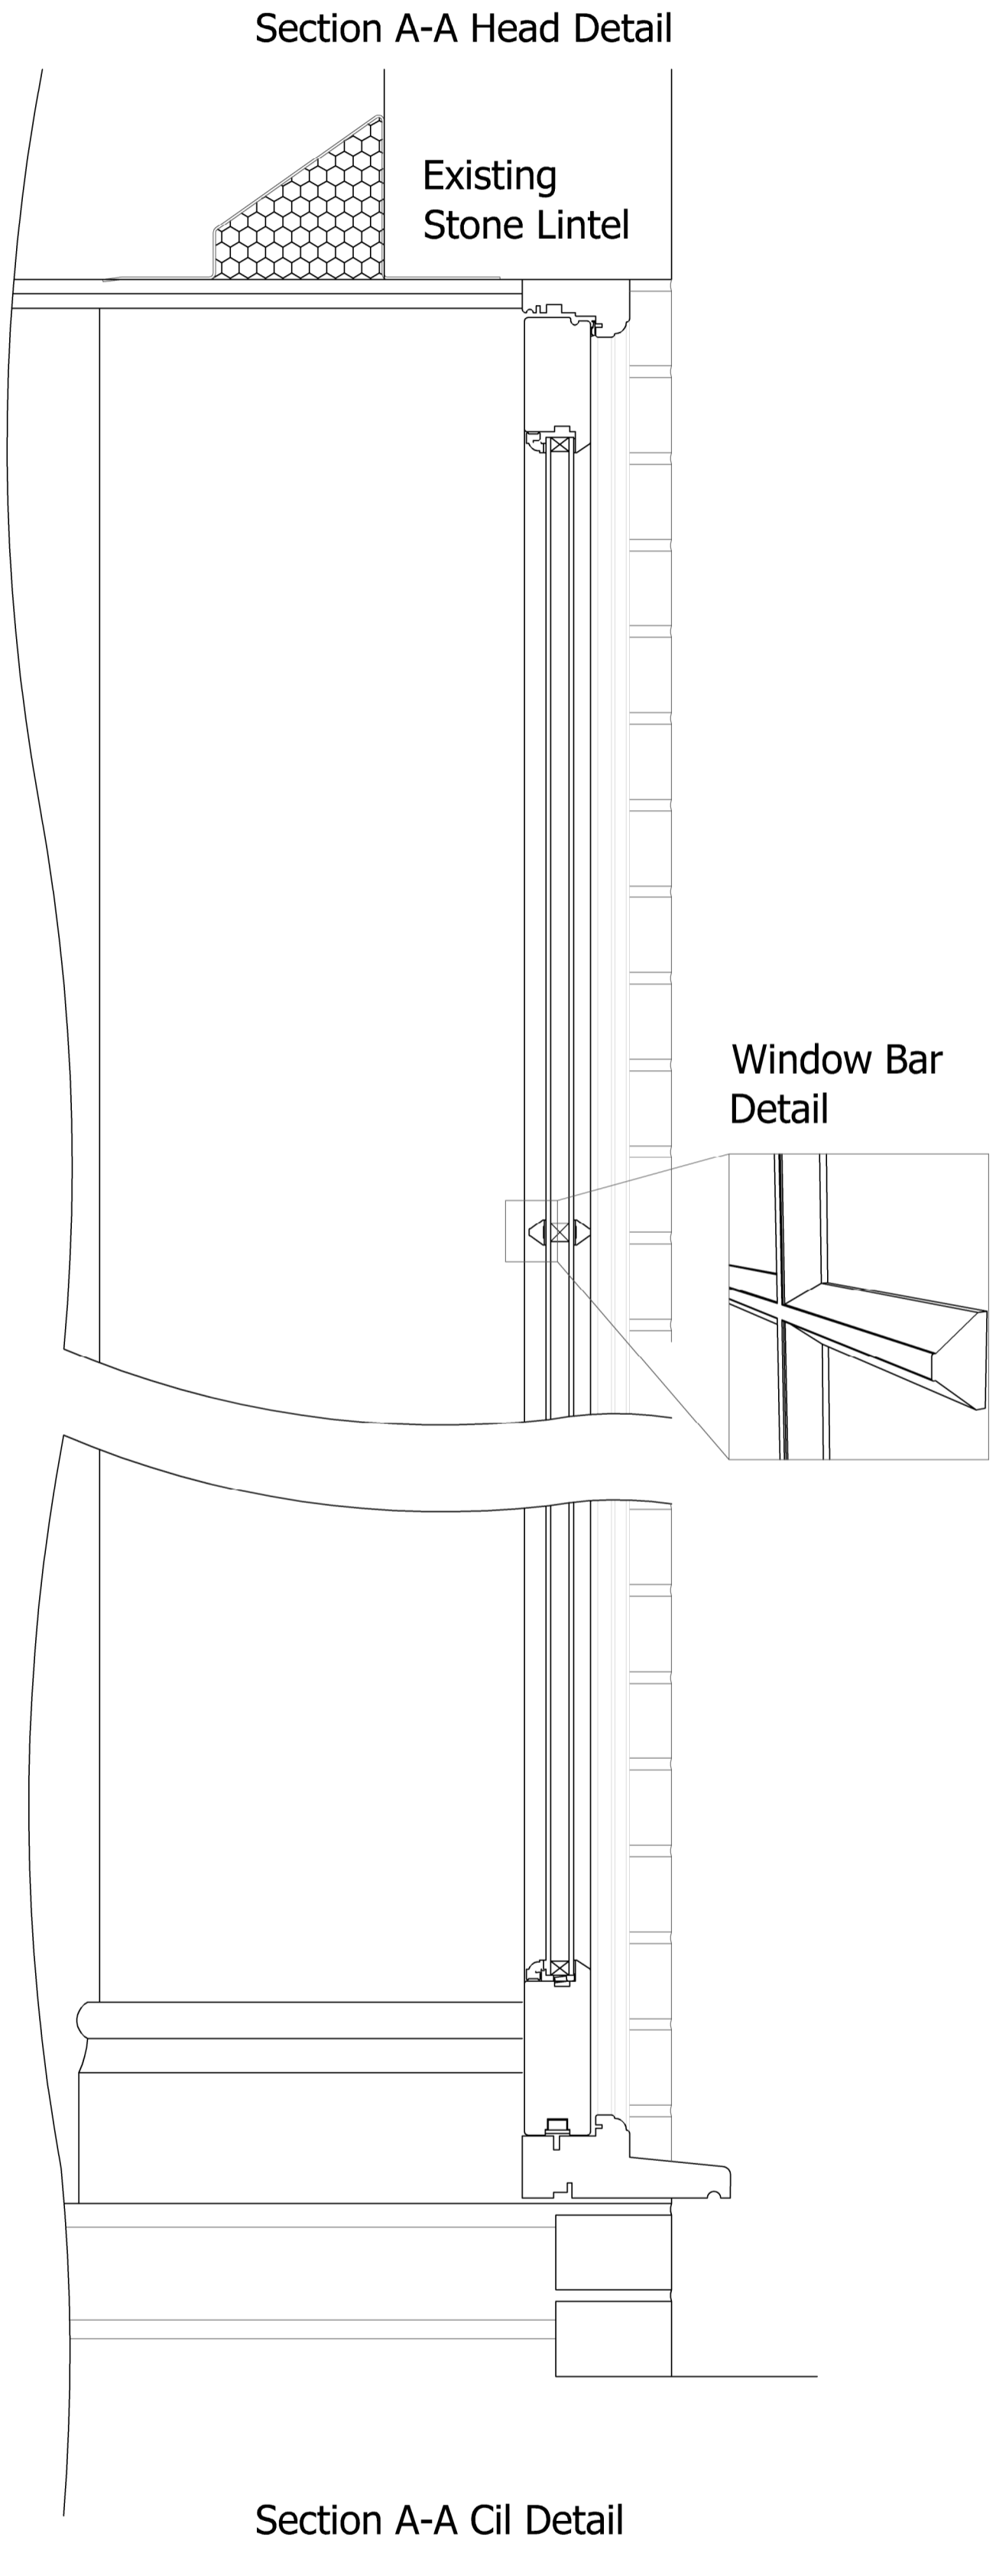 Section A-A Head Detail
Existing
Stone Lintel
Window Bar
Detail
Section A-A Cil Detail